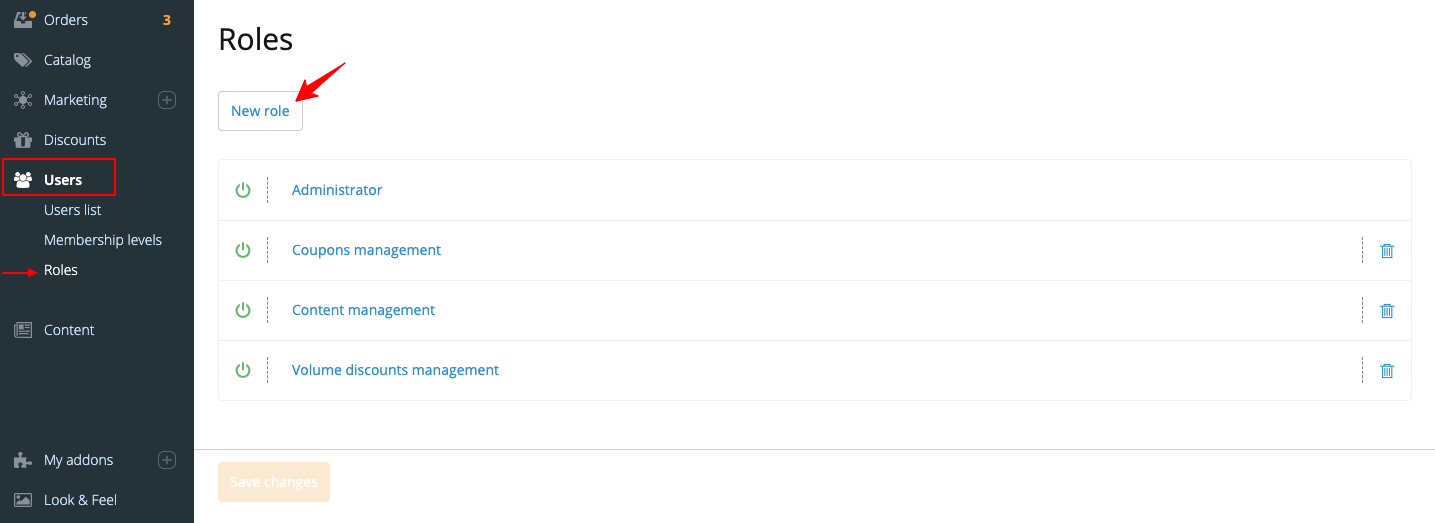 Orders 3
Catalog
Marketing
Discounts
Users
Users list
Membership levels
Roles
Content
My addons
Look & Feel
Roles
New role
Administrator
Coupons management
Content management
Volume discounts management
Save changes